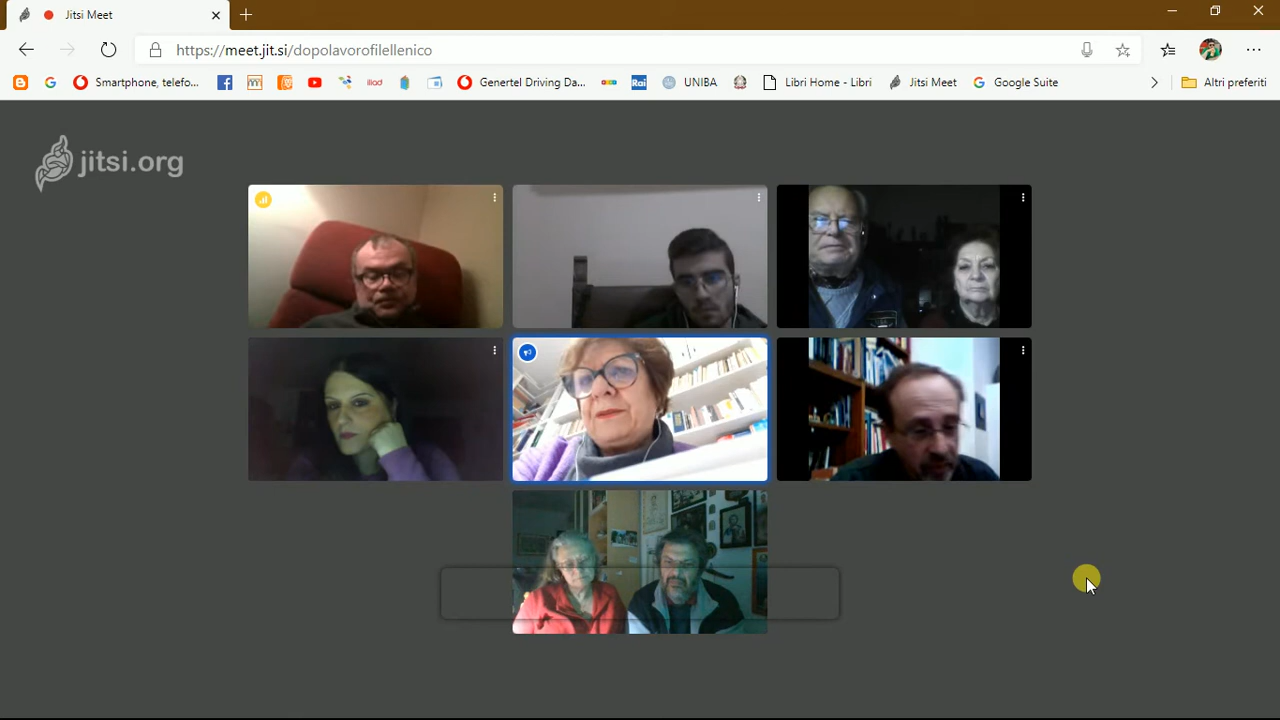 Jitsi Meet
https://meet.jit.si/dopolavorofilellenico
Smartphone, telefo... Genertel Driving Da... Rai UNIBA Libri Home - Libri Jitsi Meet Google Suite Altri preferiti
jitsi.org